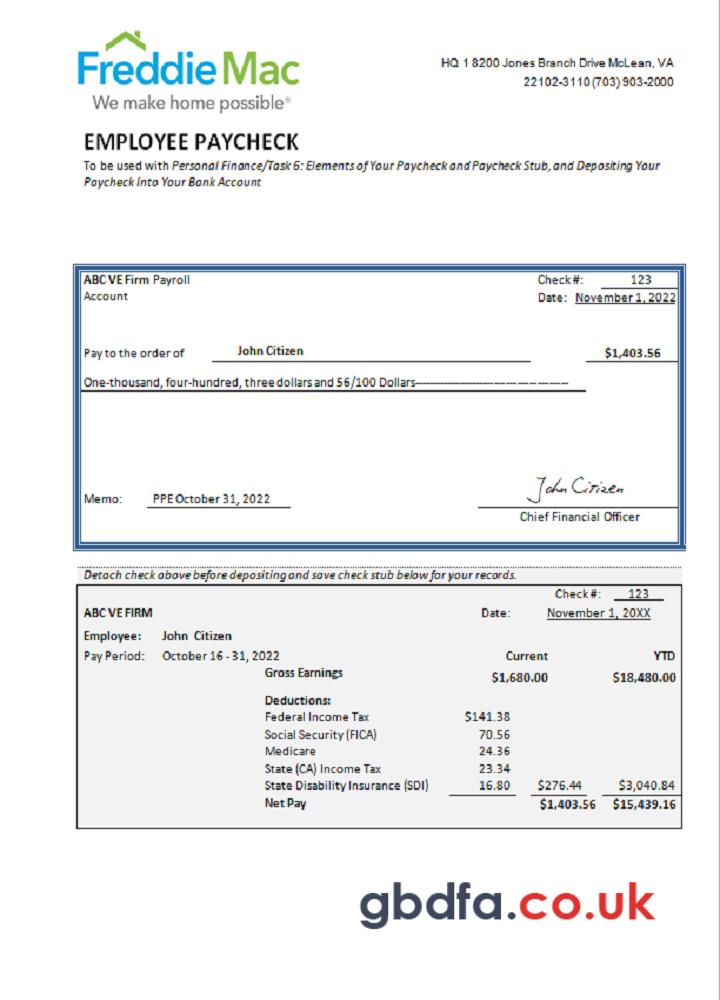 Freddie Mac
We make home possible®
HQ 1 8200 Jones Branch Drive McLean, VA
22102-3110 (703) 903-2000
EMPLOYEE PAYCHECK
To be used with Personal Finance/Task 6: Elements of Your Paycheck and Paycheck Stub, and Depositing Your
Paycheck Into Your Bank Account
ABC VE Firm Payroll Check #: 123
Account Date: November 1, 2022
Pay to the order of John Citizen $1,403.56
One-thousand, four-hundred, three dollars and 56/100 Dollars--------------------------------------
John Citizen
Memo: PPE October 31, 2022
Chief Financial Officer
Detach check above before depositing and save check stub below for your records.
Check #: 123
ABC VE FIRM Date: November 1, 20XX
Employee: John Citizen
Pay Period: October 16 - 31, 2022 Current YTD
Gross Earnings $1,680.00 $18,480.00
Deductions:
Federal Income Tax $141.38
Social Security (FICA) 70.56
Medicare 24.36
State (CA) Income Tax 23.34
State Disability Insurance (SDI) 16.80 $276.44 $3,040.84
Net Pay $1,403.56 $15,439.16
gbdfa.co.uk